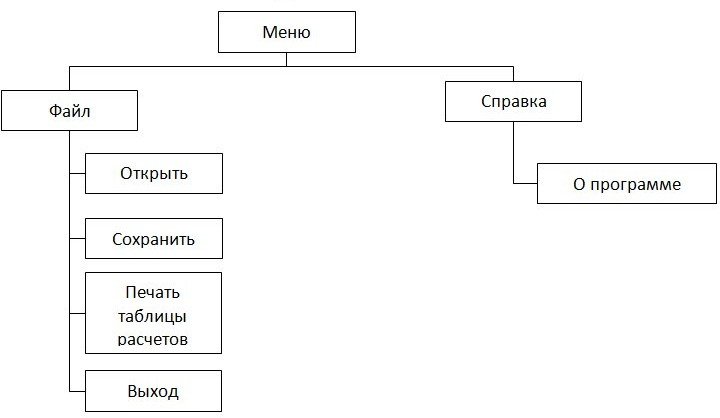 Меню
Файл
Справка
Открыть
О программе
Сохранить
Печать
таблицы
расчетов
Выход